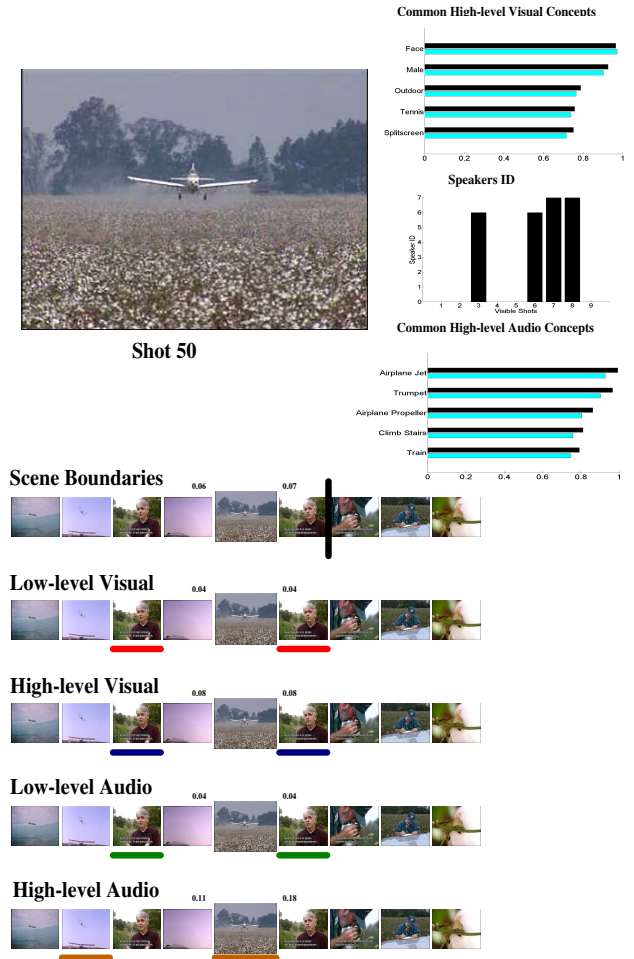 Common High-level Visual Concepts
Face
Male
Outdoor
Tennis
Splitscreen
0 0.2 0.4 0.6 0.8 1
Speakers ID
Speaker ID
7
6
5
4
3
2
1
0
1 2 3 4 5 6 7 8 9
Visible Shots
Shot 50
Common High-level Audio Concepts
Airplane Jet
Trumpet
Airplane Propeller
Climb Stairs
Train
0 0.2 0.4 0.6 0.8 1
Scene Boundaries
0.06 0.07
Low-level Visual
0.04 0.04
High-level Visual
0.08 0.08
Low-level Audio
0.04 0.04
High-level Audio
0.11 0.18